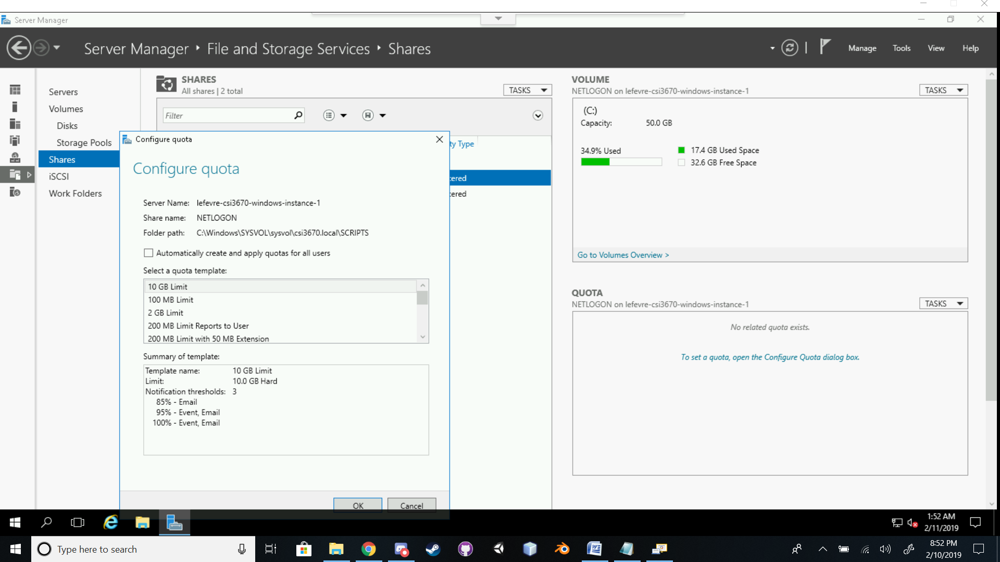 Server Manager
Server Manager ‣ File and Storage Services ‣ Shares
Manage Tools View Help
Servers
Volumes
Disks
Storage Pools
Shares
iSCSI
Work Folders
SHARES
All shares | 2 total
TASKS
Filter
ty Type
tered
tered
Configure quota
Configure quota
Server Name: lefevre-csi3670-windows-instance-1
Share name: NETLOGON
Folder path: C:\Windows\SYSVOL\sysvol\csi3670.local\SCRIPTS
Automatically create and apply quotas for all users
Select a quota template:
10 GB Limit
100 MB Limit
2 GB Limit
200 MB Limit Reports to User
200 MB Limit with 50 MB Extension
Summary of template:
Template name: 10 GB Limit
Limit: 10.0 GB Hard
Notification thresholds: 3
85% - Email
95% - Event, Email
100% - Event, Email
OK Cancel
VOLUME
NETLOGON on lefevre-csi3670-windows-instance-1
TASKS
(C:)
Capacity: 50.0 GB
34.9% Used
17.4 GB Used Space
32.6 GB Free Space
Go to Volumes Overview >
QUOTA
NETLOGON on lefevre-csi3670-windows-instance-1
TASKS
No related quota exists.
To set a quota, open the Configure Quota dialog box.
1:52 AM
2/11/2019
Type here to search
8:52 PM
2/10/2019